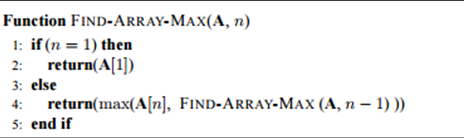 Function FIND-ARRAY-MAX(A, n)
1: if (n = 1) then
2: return(A[1])
3: else
4: return(max(A[n], FIND-ARRAY-MAX (A, n − 1) ))
5: end if